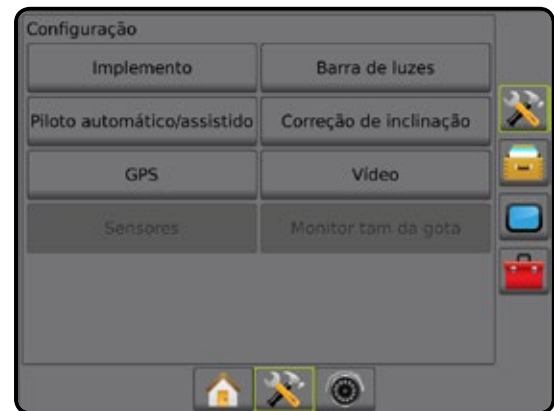 Configuração
Implemento Barra de luzes
Piloto automático/assistido Correção de inclinação
GPS Vídeo
Sensores Monitor tam da gota